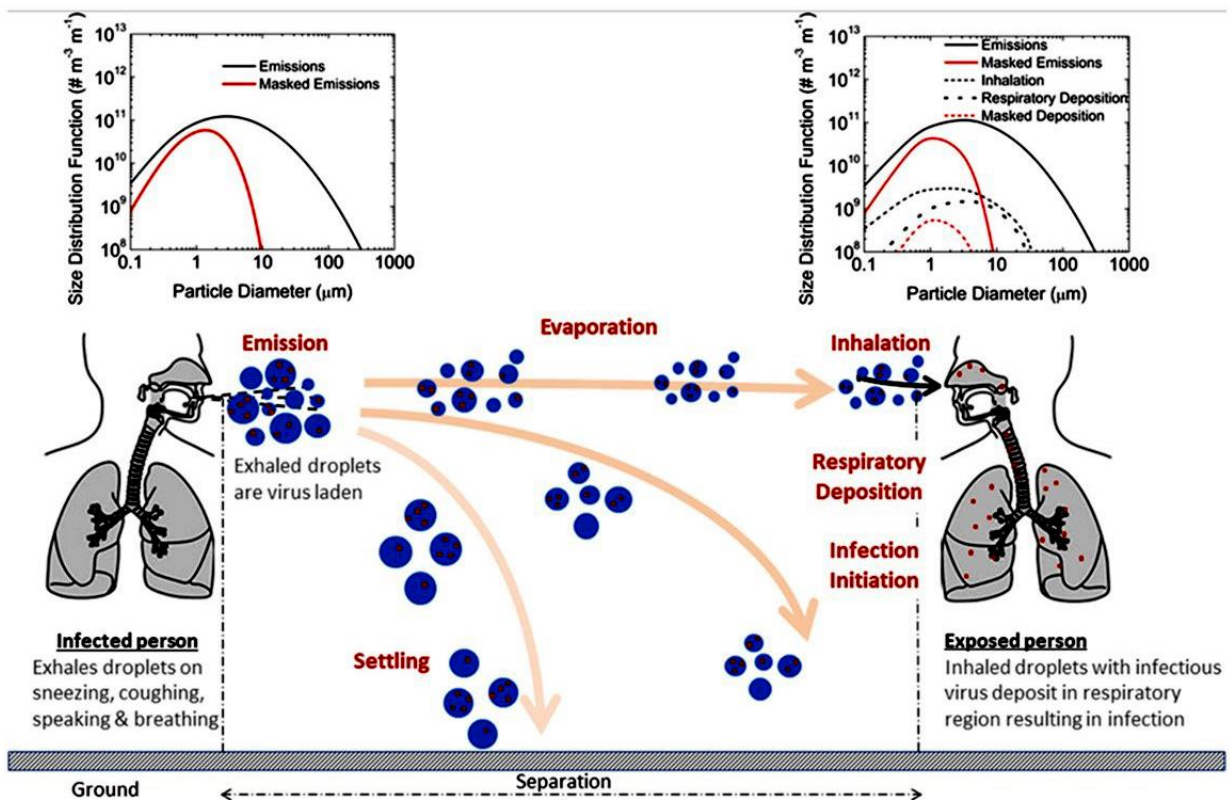 Size Distribution Function (# m⁻³ m⁻¹)
10¹³
10¹²
10¹¹
10¹⁰
10⁹
10⁸
Emissions
Masked Emissions
0.1 1 10 100 1000
Particle Diameter (μm)
Size Distribution Function (# m⁻³ m⁻¹)
10¹³
10¹²
10¹¹
10¹⁰
10⁹
10⁸
Emissions
Masked Emissions
Inhalation
Respiratory Deposition
Masked Deposition
0.1 1 10 100 1000
Particle Diameter (μm)
Emission
Evaporation
Inhalation
Exhaled droplets
are virus laden
Respiratory
Deposition
Infection
Initiation
Settling
Infected person
Exhales droplets on
sneezing, coughing,
speaking & breathing
Exposed person
Inhaled droplets with infectious
virus deposit in respiratory
region resulting in infection
Ground
Separation